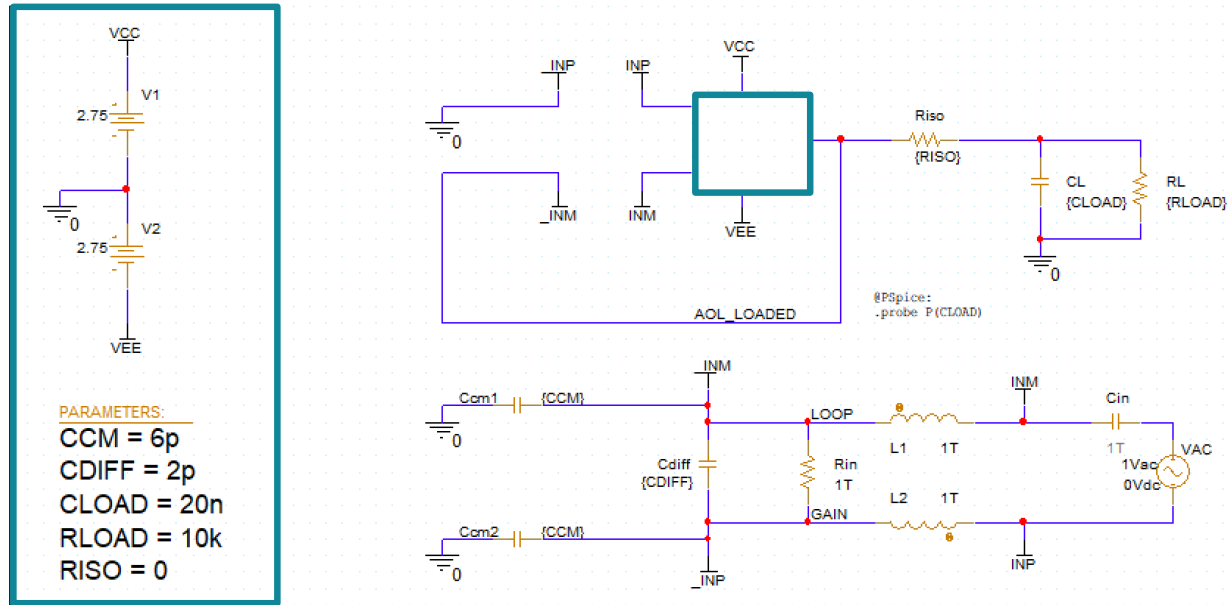 VCC
V1
2.75
0
V2
2.75
VEE
PARAMETERS:
CCM = 6p
CDIFF = 2p
CLOAD = 20n
RLOAD = 10k
RISO = 0
_INP
INP
VCC
0
_INM
INM
VEE
Riso
{RISO}
CL
{CLOAD}
RL
{RLOAD}
0
@PSpice:
.probe P(CLOAD)
AOL_LOADED
_INM
INM
Ccm1
{CCM}
0
LOOP
L1
1T
Cin
1T
VAC
1Vac
0Vdc
Cdiff
{CDIFF}
Rin
1T
L2
1T
GAIN
Ccm2
{CCM}
0
_INP
INP